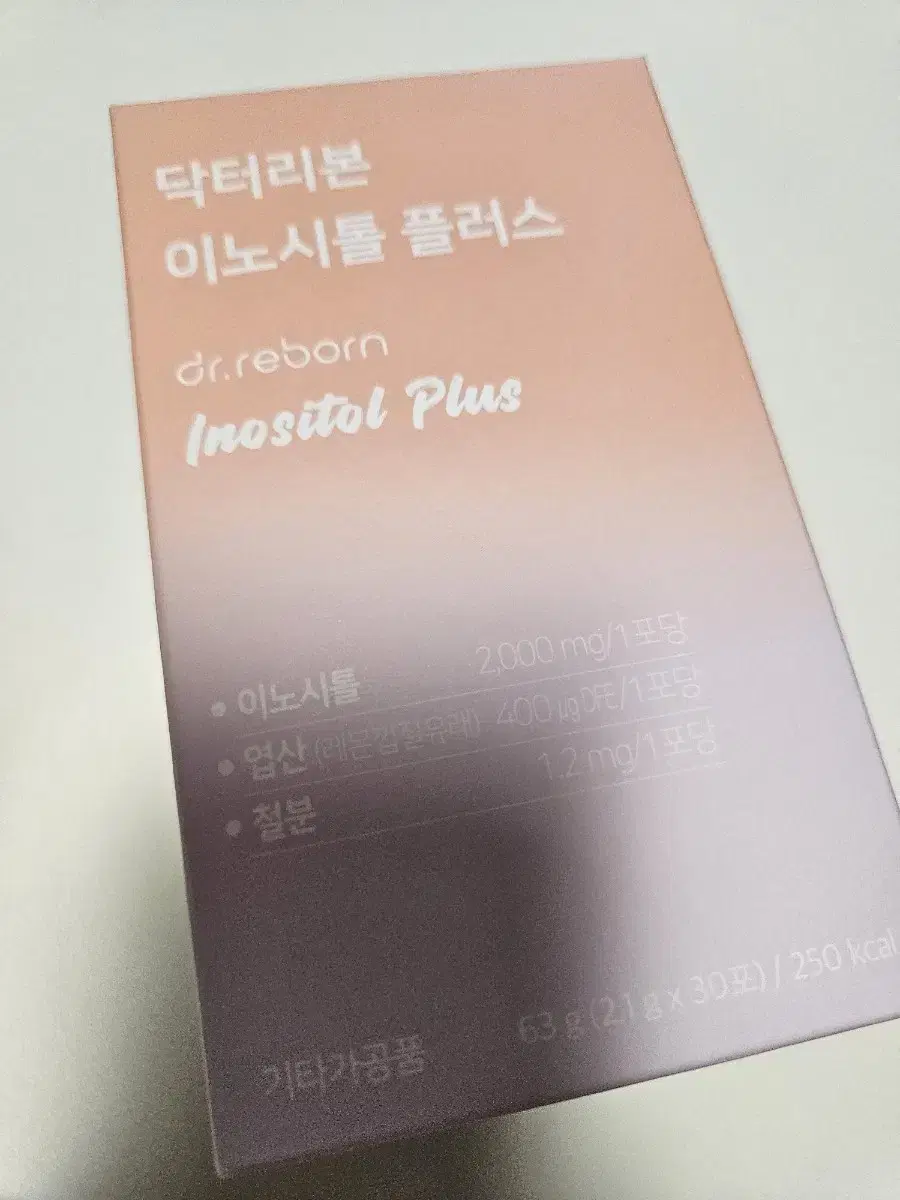 닥터리본
이노시톨 플러스
dr.reborn
Inositol Plus
• 이노시톨 2,000 mg/1포당
• 엽산 (레몬껍질유래) 400 μg DFE/1포당
• 철분 1.2 mg/1포당
기타가공품 63 g (2.1 g x 30포) / 250 kcal